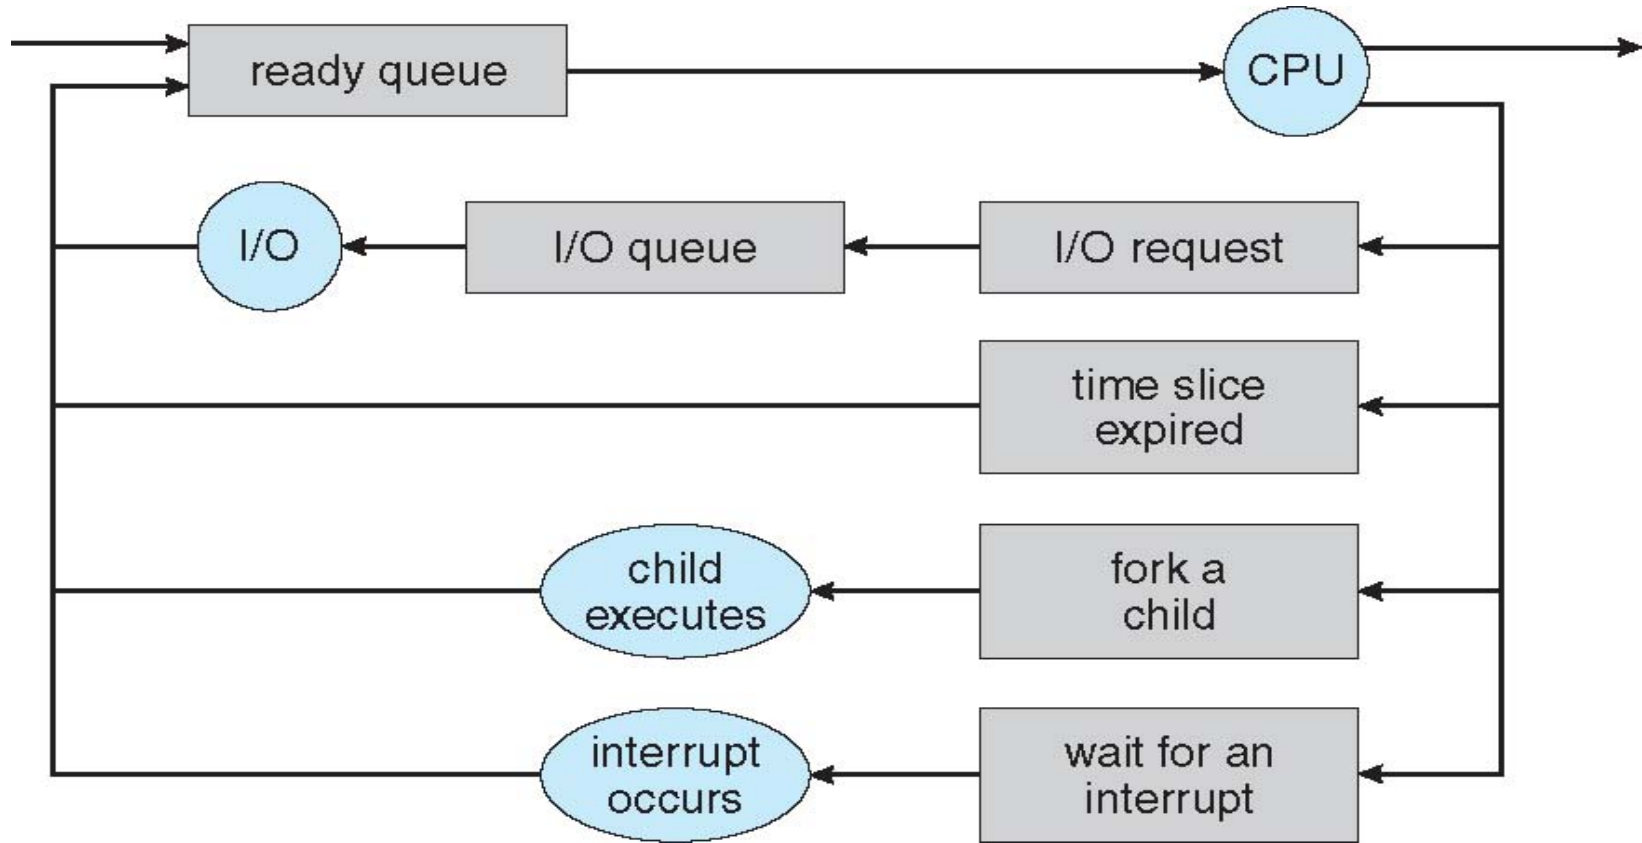 ready queue
CPU
I/O
I/O queue
I/O request
time slice
expired
child
executes
fork a
child
interrupt
occurs
wait for an
interrupt